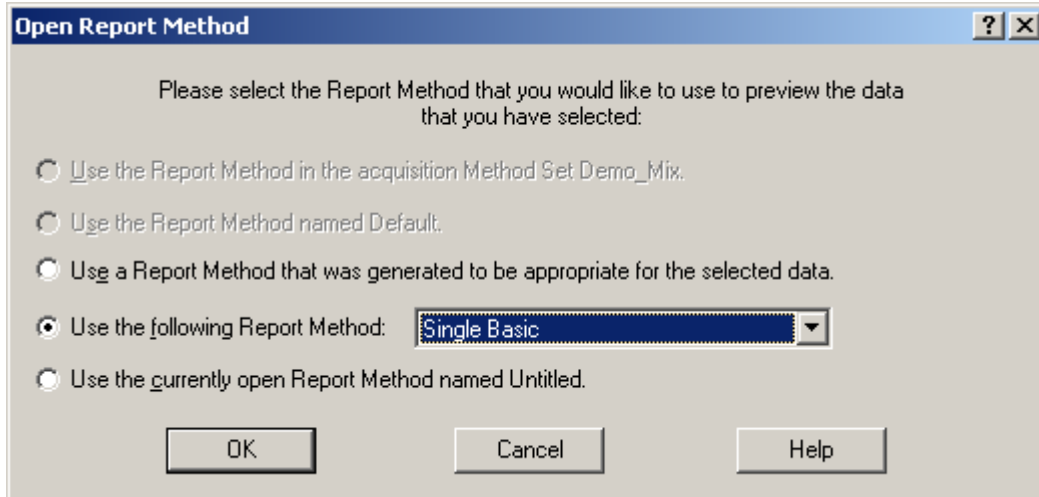 Open Report Method
Please select the Report Method that you would like to use to preview the data
that you have selected:
Use the Report Method in the acquisition Method Set Demo_Mix.
Use the Report Method named Default.
Use a Report Method that was generated to be appropriate for the selected data.
Use the following Report Method: Single Basic
Use the currently open Report Method named Untitled.
OK Cancel Help